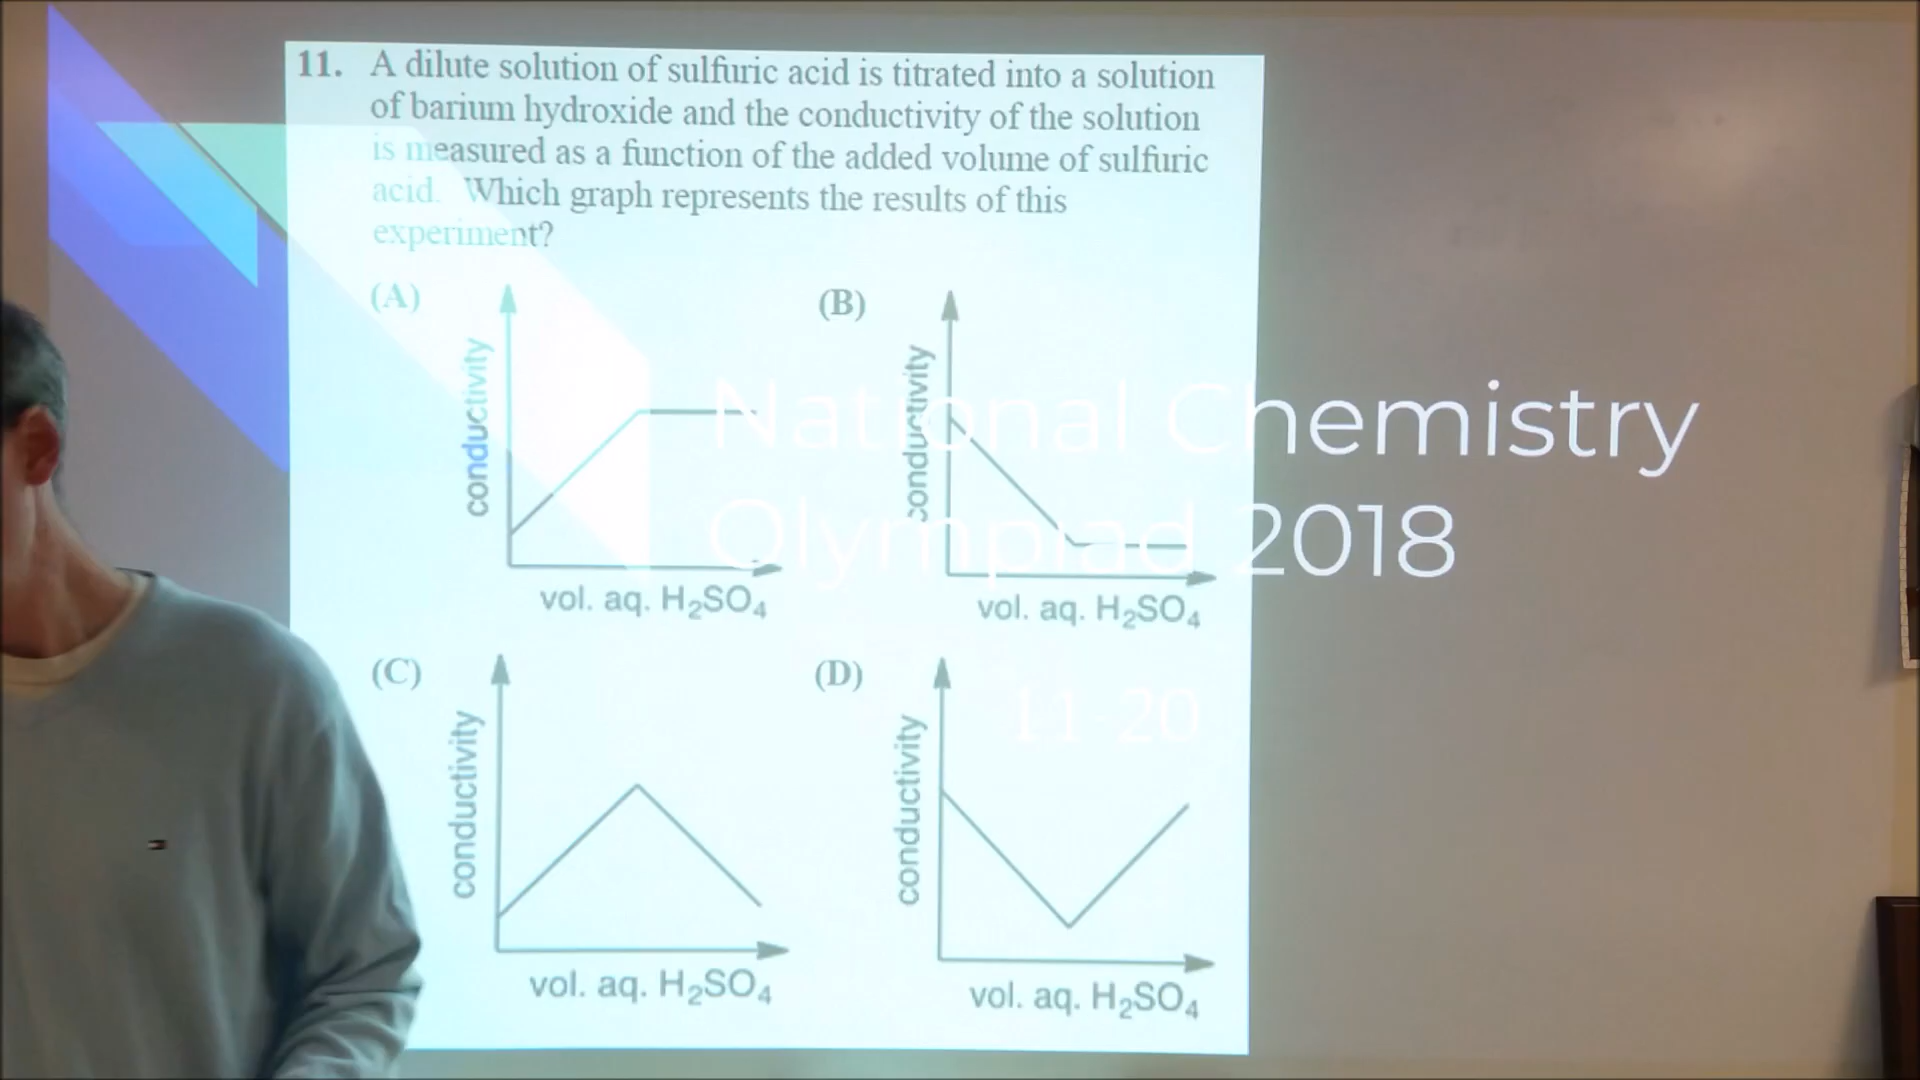 11. A dilute solution of sulfuric acid is titrated into a solution
of barium hydroxide and the conductivity of the solution
is measured as a function of the added volume of sulfuric
acid. Which graph represents the results of this
experiment?
(A)
conductivity
vol. aq. H₂SO₄
(B)
conductivity
vol. aq. H₂SO₄
National Chemistry
Olympiad 2018
11-20
(C)
conductivity
vol. aq. H₂SO₄
(D)
conductivity
vol. aq. H₂SO₄